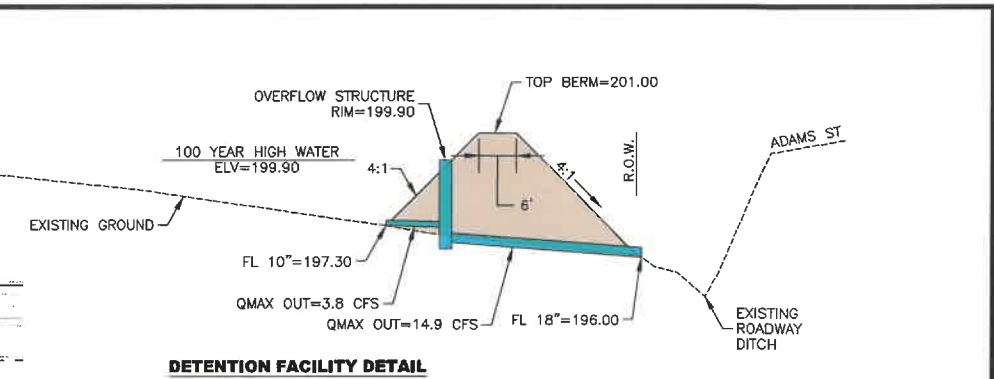 TOP BERM=201.00
OVERFLOW STRUCTURE
RIM=199.90
ADAMS ST
100 YEAR HIGH WATER
ELV=199.90
4:1
4:1
R.O.W.
6'
EXISTING GROUND
FL 10"=197.30
QMAX OUT=3.8 CFS
QMAX OUT=14.9 CFS
FL 18"=196.00
EXISTING
ROADWAY
DITCH
DETENTION FACILITY DETAIL